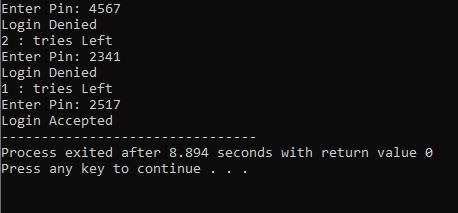 Enter Pin: 4567
Login Denied
2 : tries Left
Enter Pin: 2341
Login Denied
1 : tries Left
Enter Pin: 2517
Login Accepted
--------------------------------
Process exited after 8.894 seconds with return value 0
Press any key to continue . . .